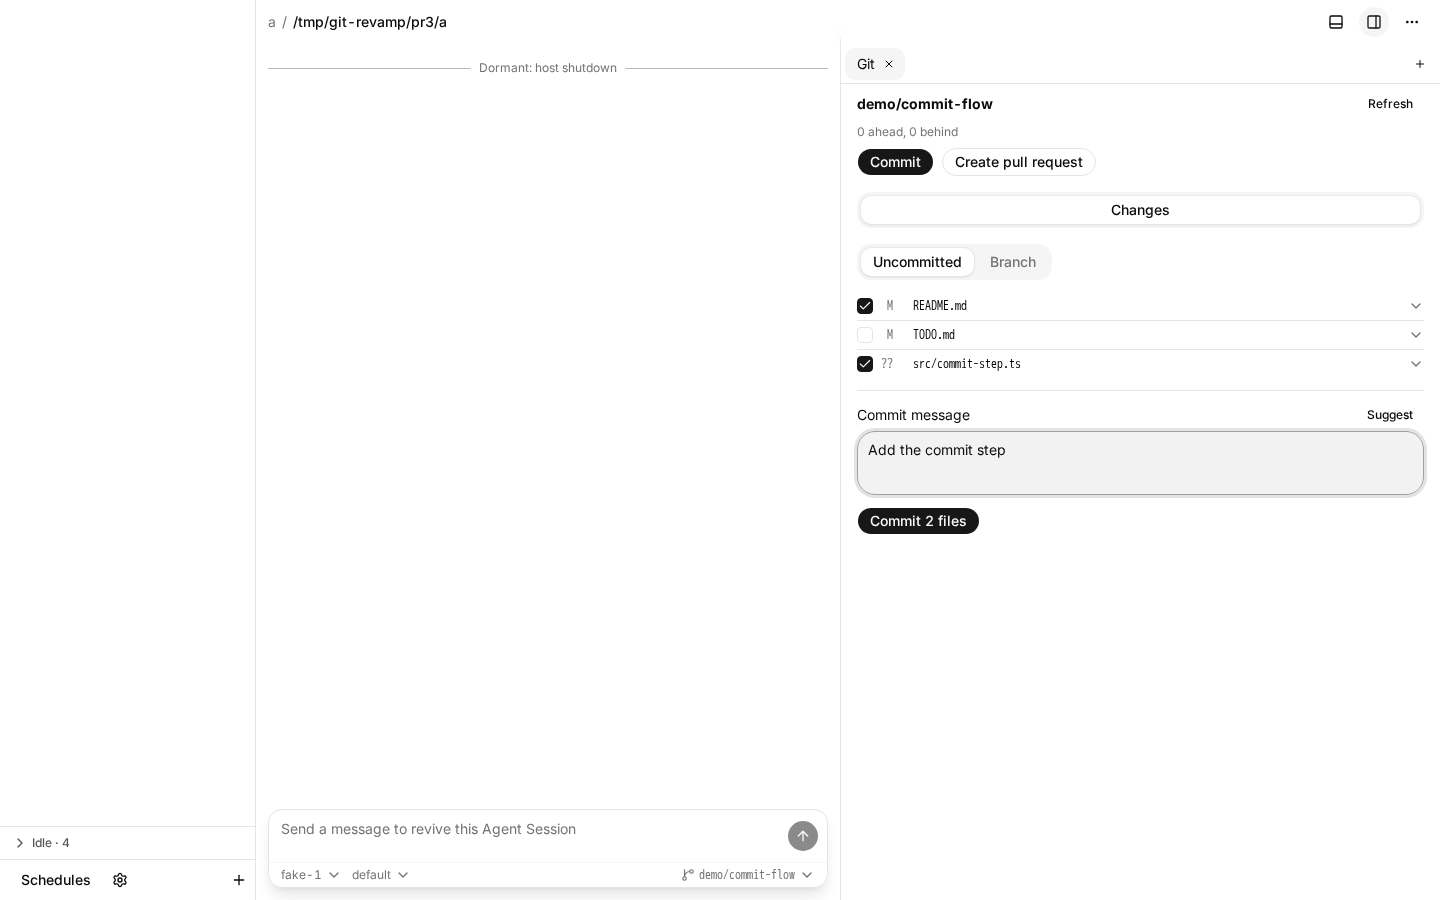 a / /tmp/git-revamp/pr3/a
Dormant: host shutdown
Git
demo/commit-flow
Refresh
0 ahead, 0 behind
Commit
Create pull request
Changes
Uncommitted
Branch
M README.md
M TODO.md
?? src/commit-step.ts
Commit message
Suggest
Add the commit step
Commit 2 files
Idle · 4
Schedules
Send a message to revive this Agent Session
fake-1
default
demo/commit-flow